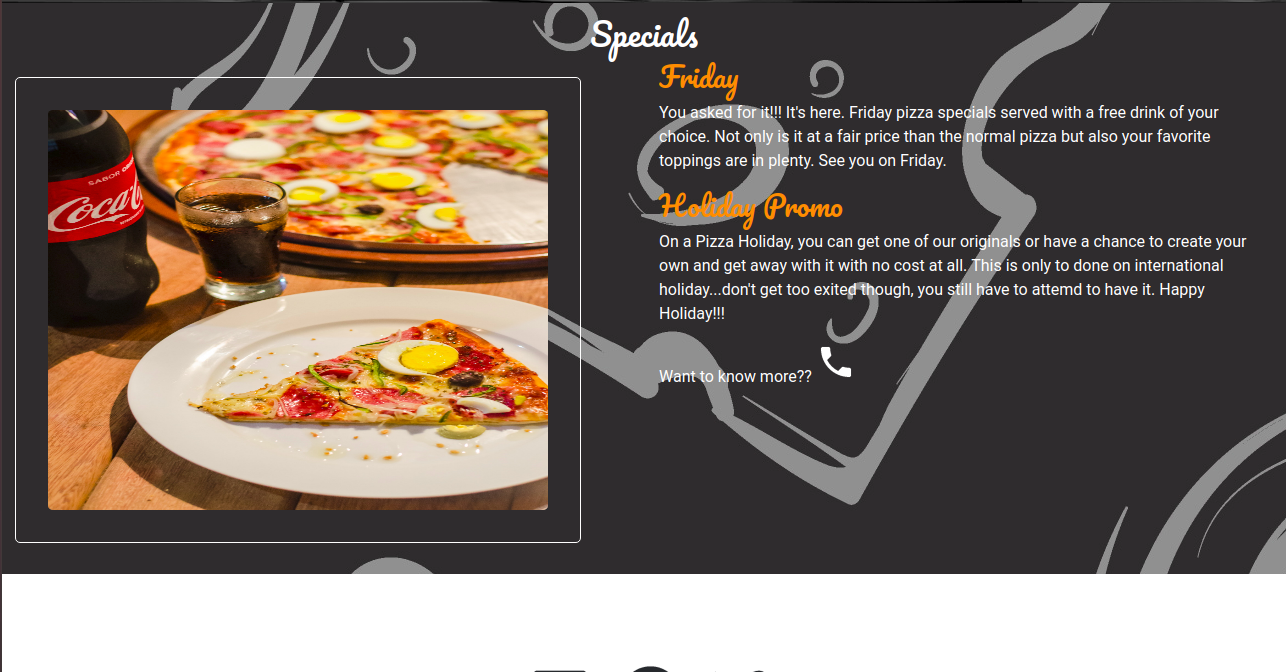 Specials
Friday
You asked for it!!! It's here. Friday pizza specials served with a free drink of your
choice. Not only is it at a fair price than the normal pizza but also your favorite
toppings are in plenty. See you on Friday.
Holiday Promo
On a Pizza Holiday, you can get one of our originals or have a chance to create your
own and get away with it with no cost at all. This is only to done on international
holiday...don't get too exited though, you still have to attemd to have it. Happy
Holiday!!!
Want to know more??
SABOR